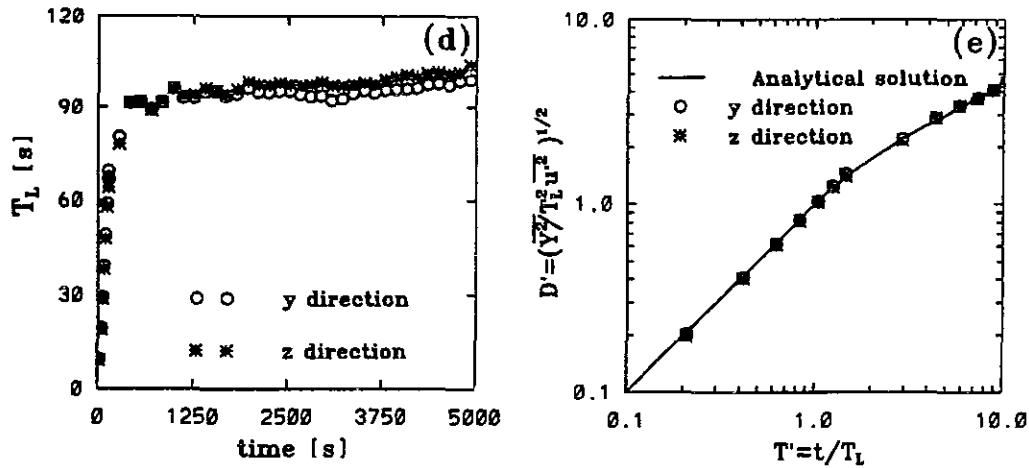 120
90
60
30
0
T_L [s]
(d)
y direction
z direction
0 1250 2500 3750 5000
time [s]
10.0
1.0
0.1
D'=(Y²/T_L² u'²)^1/2
(e)
Analytical solution
y direction
z direction
0.1 1.0 10.0
T'=t/T_L